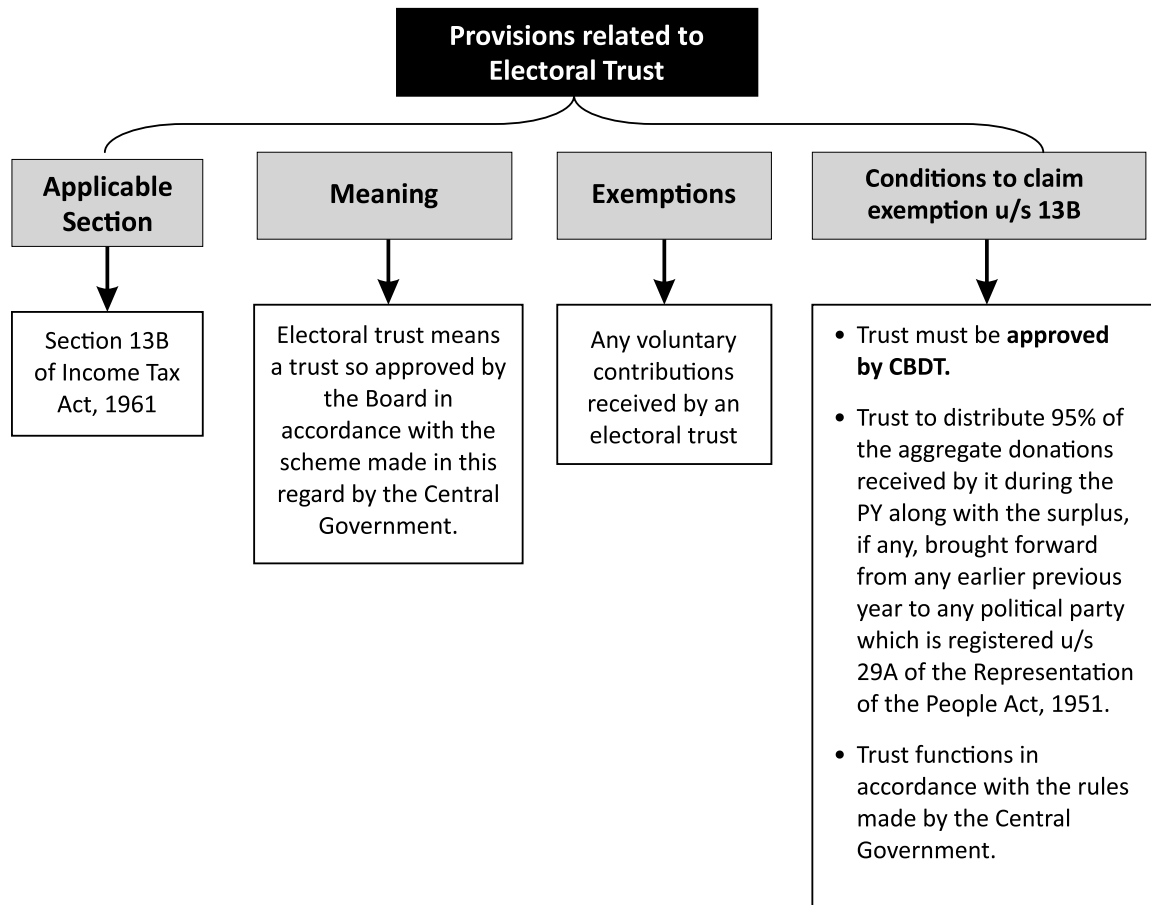 Provisions related to
Electoral Trust
Applicable
Section
Section 13B
of Income Tax
Act, 1961
Meaning
Electoral trust means
a trust so approved by
the Board in
accordance with the
scheme made in this
regard by the Central
Government.
Exemptions
Any voluntary
contributions
received by an
electoral trust
Conditions to claim
exemption u/s 13B
• Trust must be approved
by CBDT.
• Trust to distribute 95% of
the aggregate donations
received by it during the
PY along with the surplus,
if any, brought forward
from any earlier previous
year to any political party
which is registered u/s
29A of the Representation
of the People Act, 1951.
• Trust functions in
accordance with the rules
made by the Central
Government.